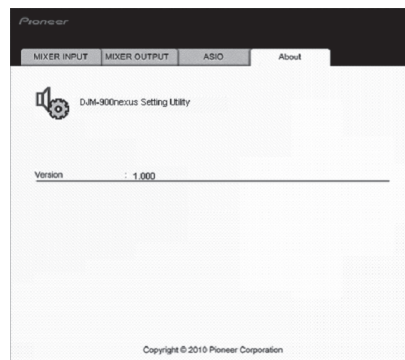 Pioneer
MIXER INPUT MIXER OUTPUT ASIO About
DJM-900nexus Setting Utility
Version : 1.000
Copyright © 2010 Pioneer Corporation